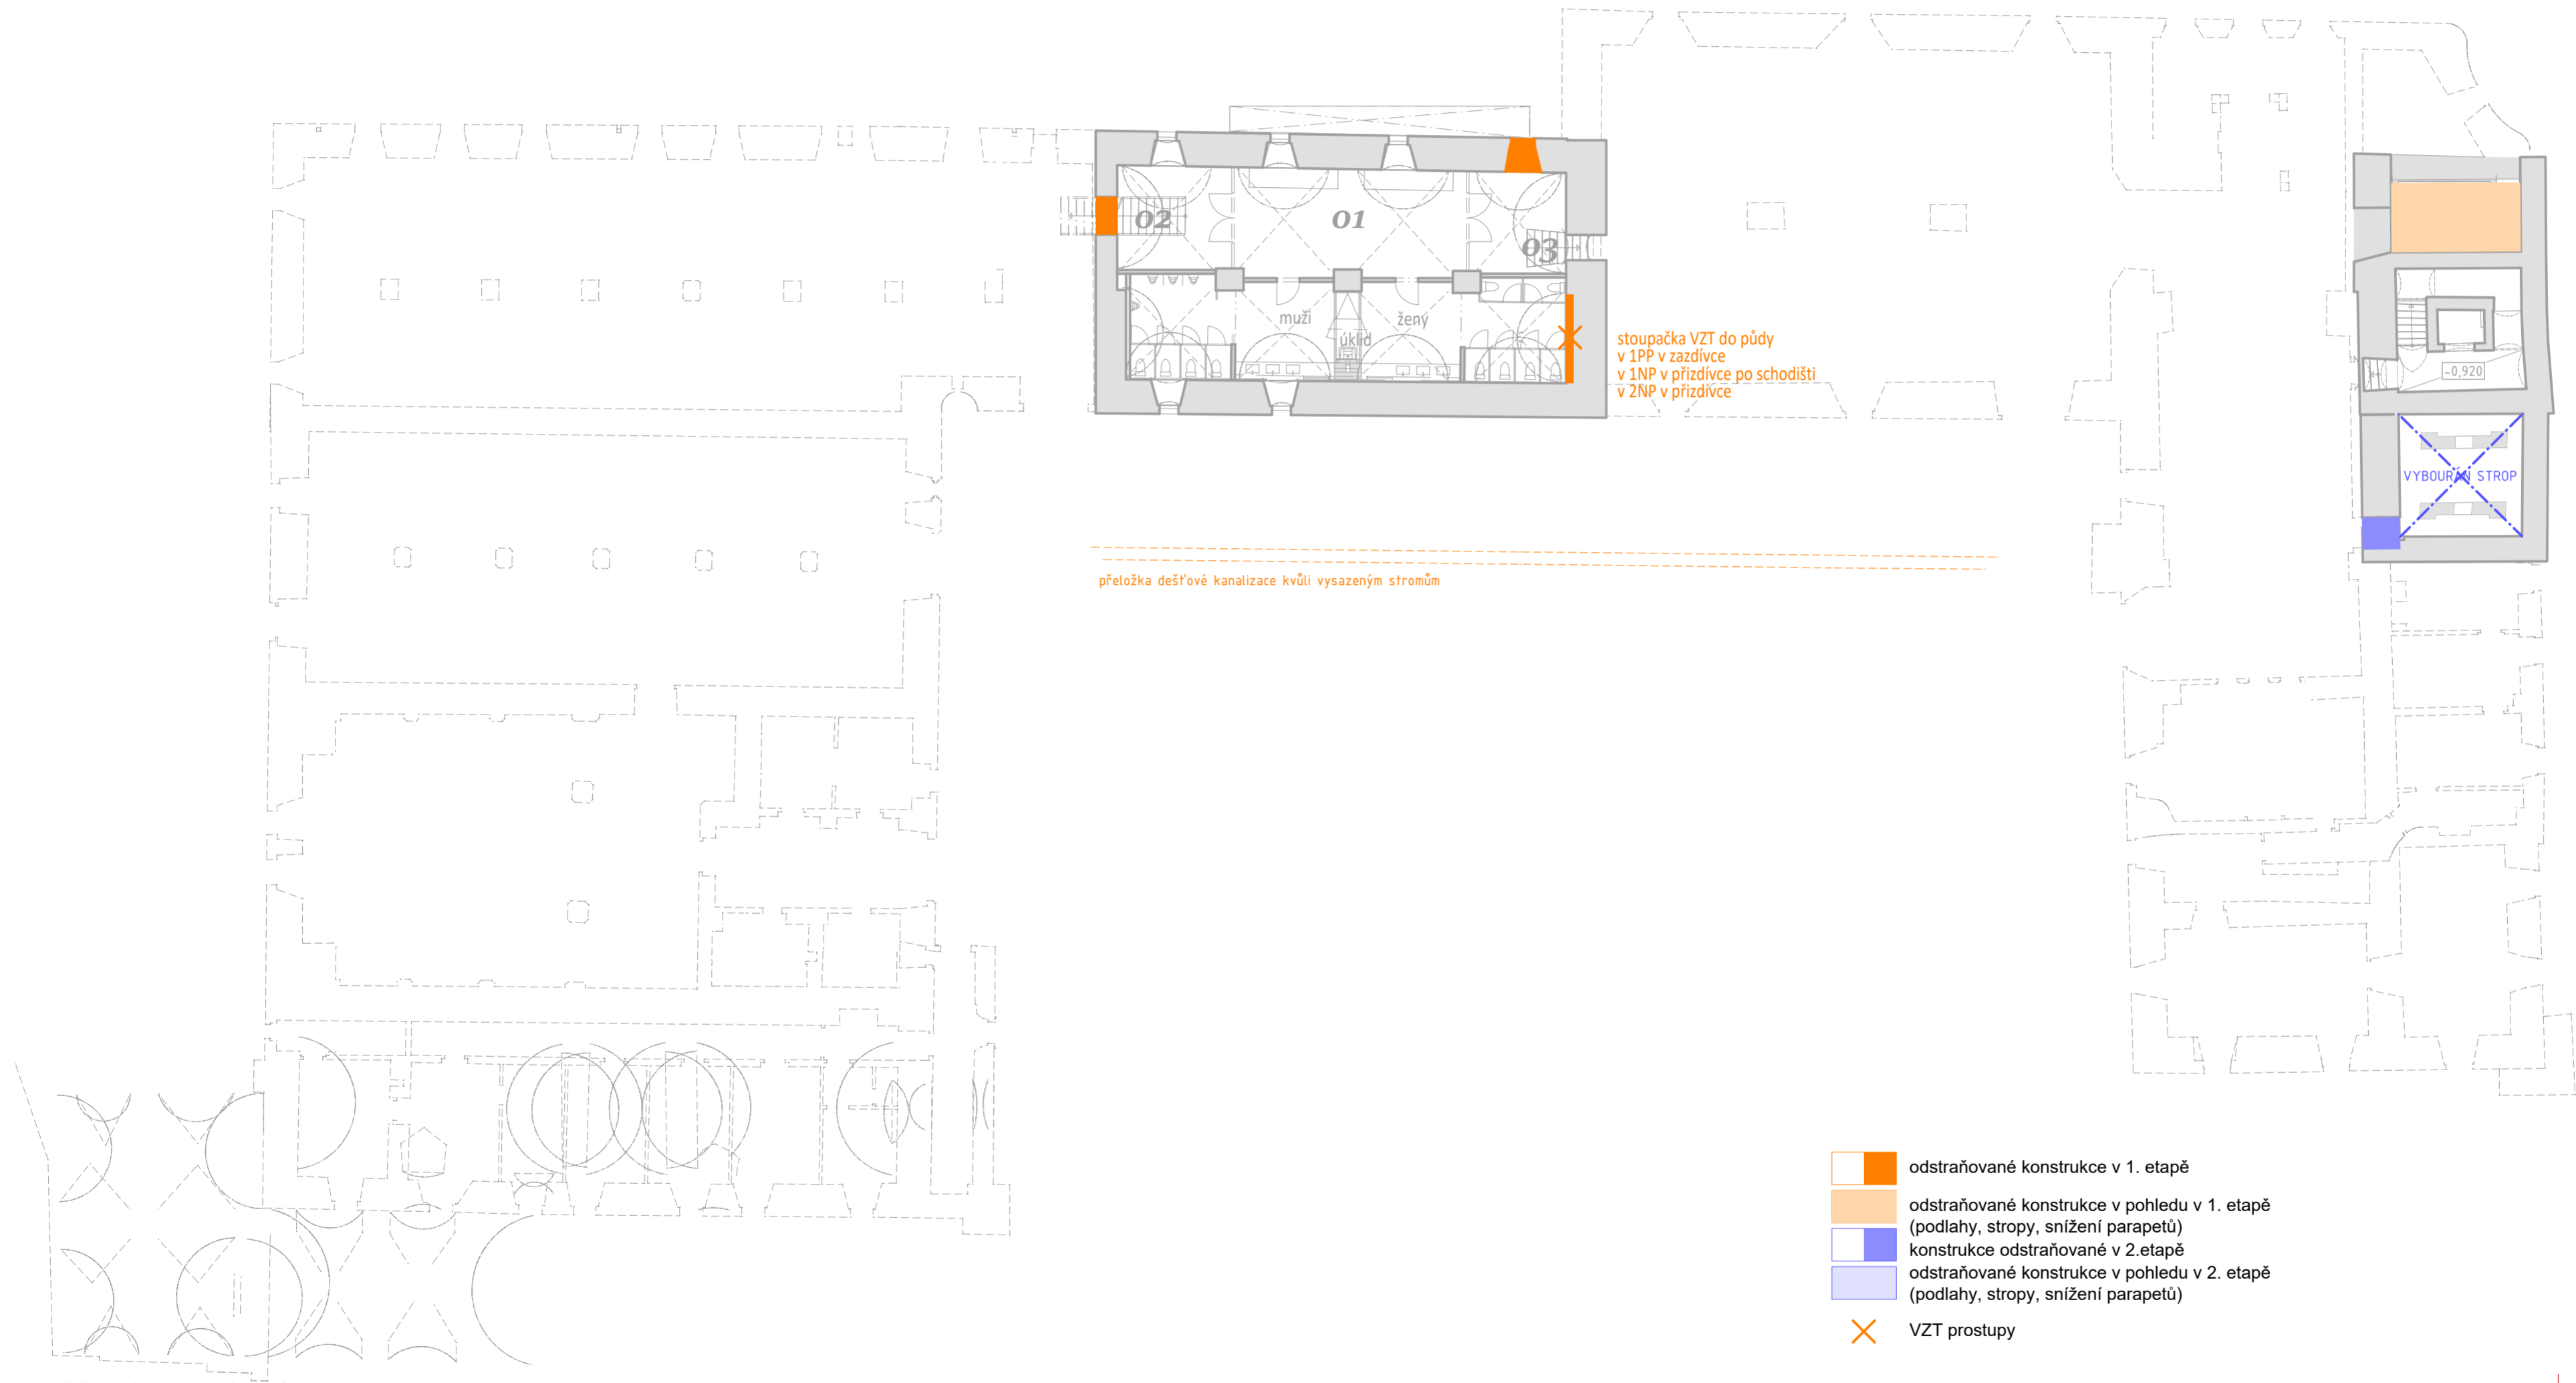 02
01
03
muži
úklid
ženy
stoupačka VZT do půdy
v 1PP v zazdívce
v 1NP v přizdívce po schodišti
v 2NP v přizdívce
-0,920
VYBOURÁN STROP
přeložka dešťové kanalizace kvůli vysazeným stromům
odstraňované konstrukce v 1. etapě
odstraňované konstrukce v pohledu v 1. etapě
(podlahy, stropy, snížení parapetů)
konstrukce odstraňované v 2.etapě
odstraňované konstrukce v pohledu v 2. etapě
(podlahy, stropy, snížení parapetů)
VZT prostupy